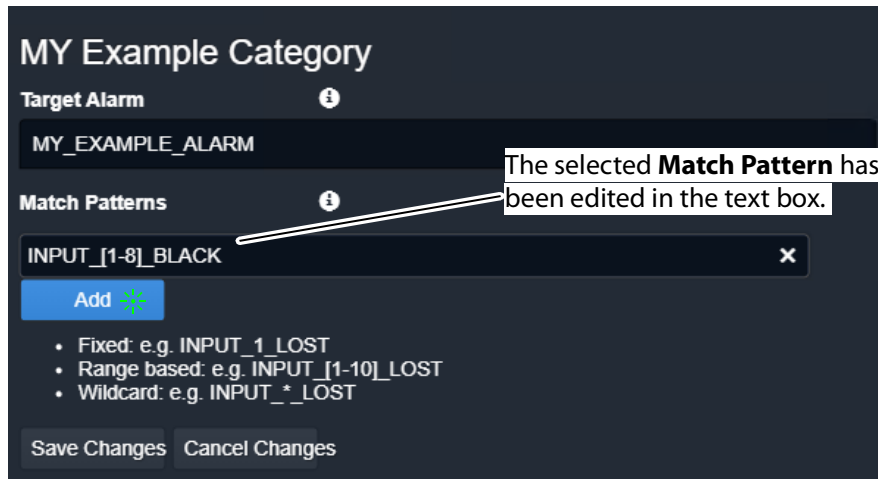 MY Example Category
Target Alarm
MY_EXAMPLE_ALARM
The selected Match Pattern has
been edited in the text box.
Match Patterns
INPUT_[1-8]_BLACK
Add
• Fixed: e.g. INPUT_1_LOST
• Range based: e.g. INPUT_[1-10]_LOST
• Wildcard: e.g. INPUT_*_LOST
Save Changes Cancel Changes